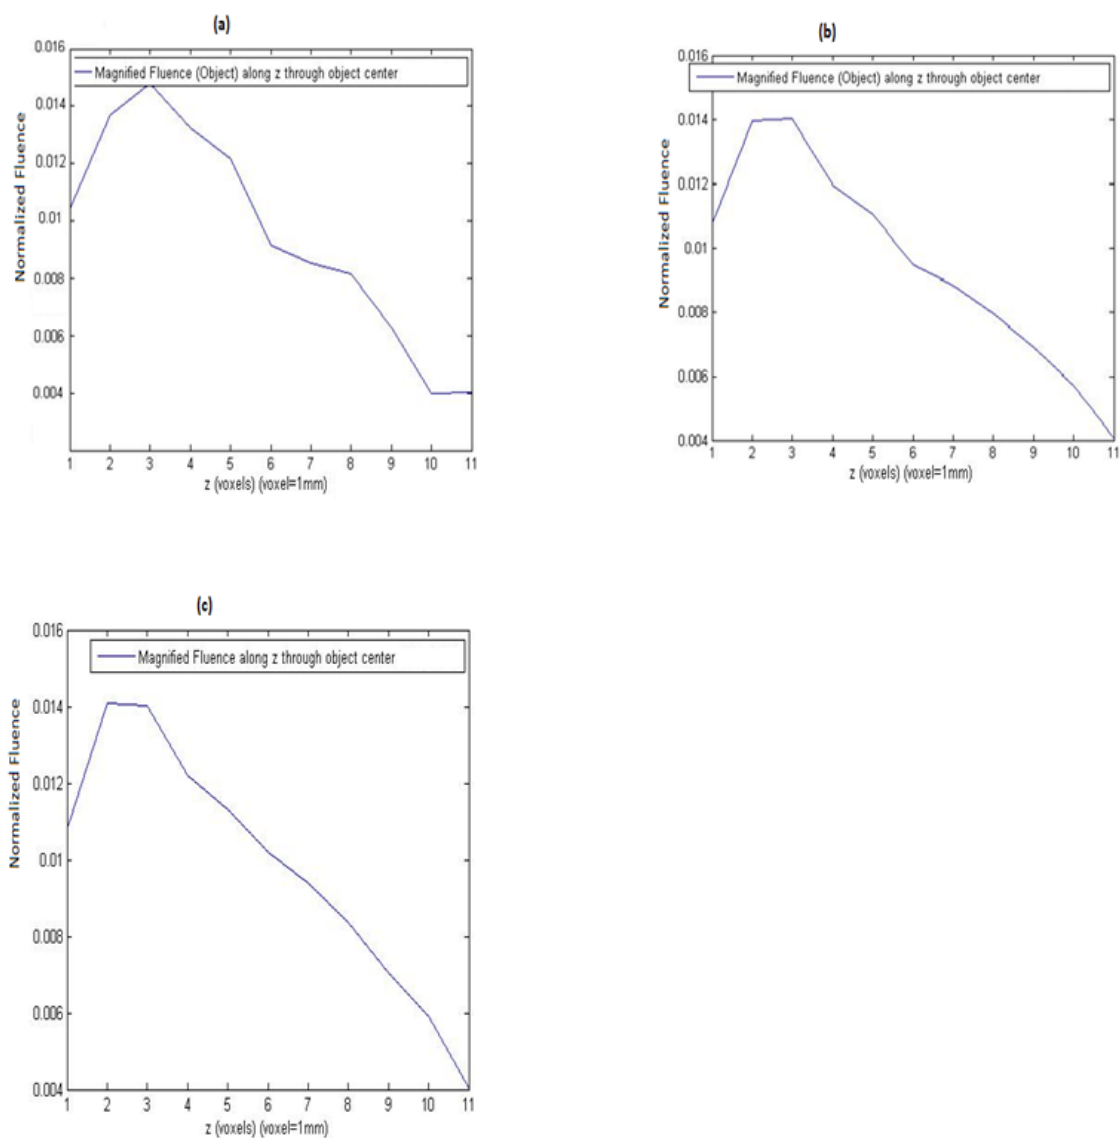 (a)
0.016
Magnified Fluence (Object) along z through object center
0.014
0.012
0.01
0.008
0.006
0.004
Normalized Fluence
1 2 3 4 5 6 7 8 9 10 11
z (voxels) (voxel=1mm)
(b)
0.016
Magnified Fluence (Object) along z through object center
0.014
0.012
0.01
0.008
0.006
0.004
Normalized Fluence
1 2 3 4 5 6 7 8 9 10 11
z (voxels) (voxel=1mm)
(c)
0.016
Magnified Fluence along z through object center
0.014
0.012
0.01
0.008
0.006
0.004
Normalized Fluence
1 2 3 4 5 6 7 8 9 10 11
z (voxels) (voxel=1mm)